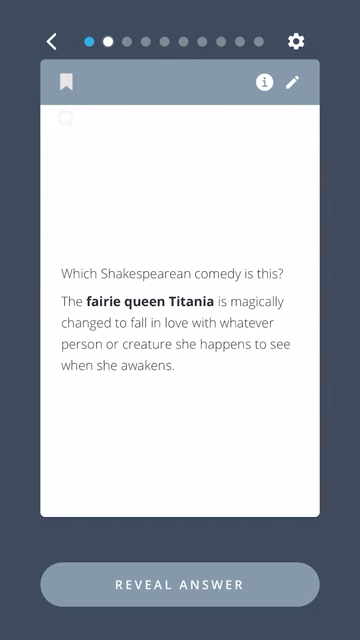 Which Shakespearean comedy is this?
The fairie queen Titania is magically
changed to fall in love with whatever
person or creature she happens to see
when she awakens.
REVEAL ANSWER